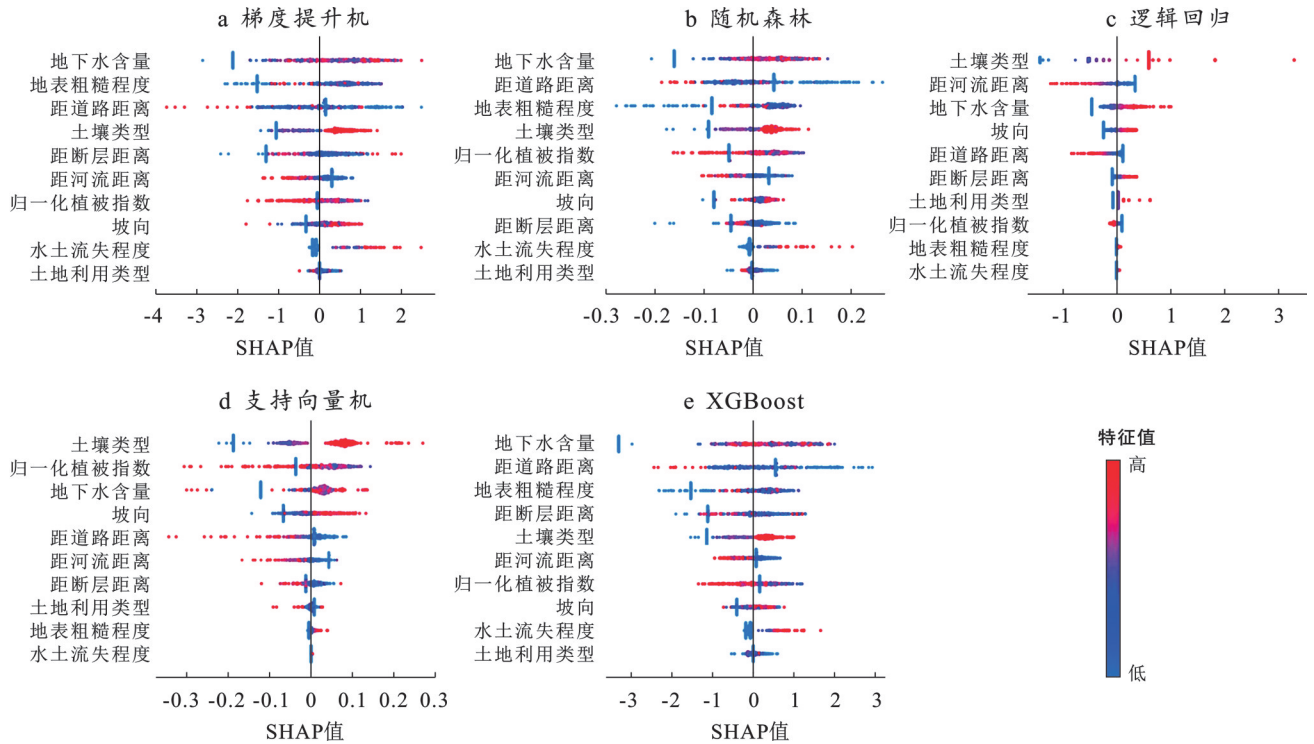 a 梯度提升机
地下水含量
地表粗糙程度
距道路距离
土壤类型
距断层距离
距河流距离
归一化植被指数
坡向
水土流失程度
土地利用类型
-4 -3 -2 -1 0 1 2
SHAP值
b 随机森林
地下水含量
距道路距离
地表粗糙程度
土壤类型
归一化植被指数
距河流距离
坡向
距断层距离
水土流失程度
土地利用类型
-0.3 -0.2 -0.1 0 0.1 0.2
SHAP值
c 逻辑回归
土壤类型
距河流距离
地下水含量
坡向
距道路距离
距断层距离
土地利用类型
归一化植被指数
地表粗糙程度
水土流失程度
-1 0 1 2 3
SHAP值
d 支持向量机
土壤类型
归一化植被指数
地下水含量
坡向
距道路距离
距河流距离
距断层距离
土地利用类型
地表粗糙程度
水土流失程度
-0.3 -0.2 -0.1 0 0.1 0.2 0.3
SHAP值
e XGBoost
地下水含量
距道路距离
地表粗糙程度
距断层距离
土壤类型
距河流距离
归一化植被指数
坡向
水土流失程度
土地利用类型
-3 -2 -1 0 1 2 3
SHAP值
特征值
高
低